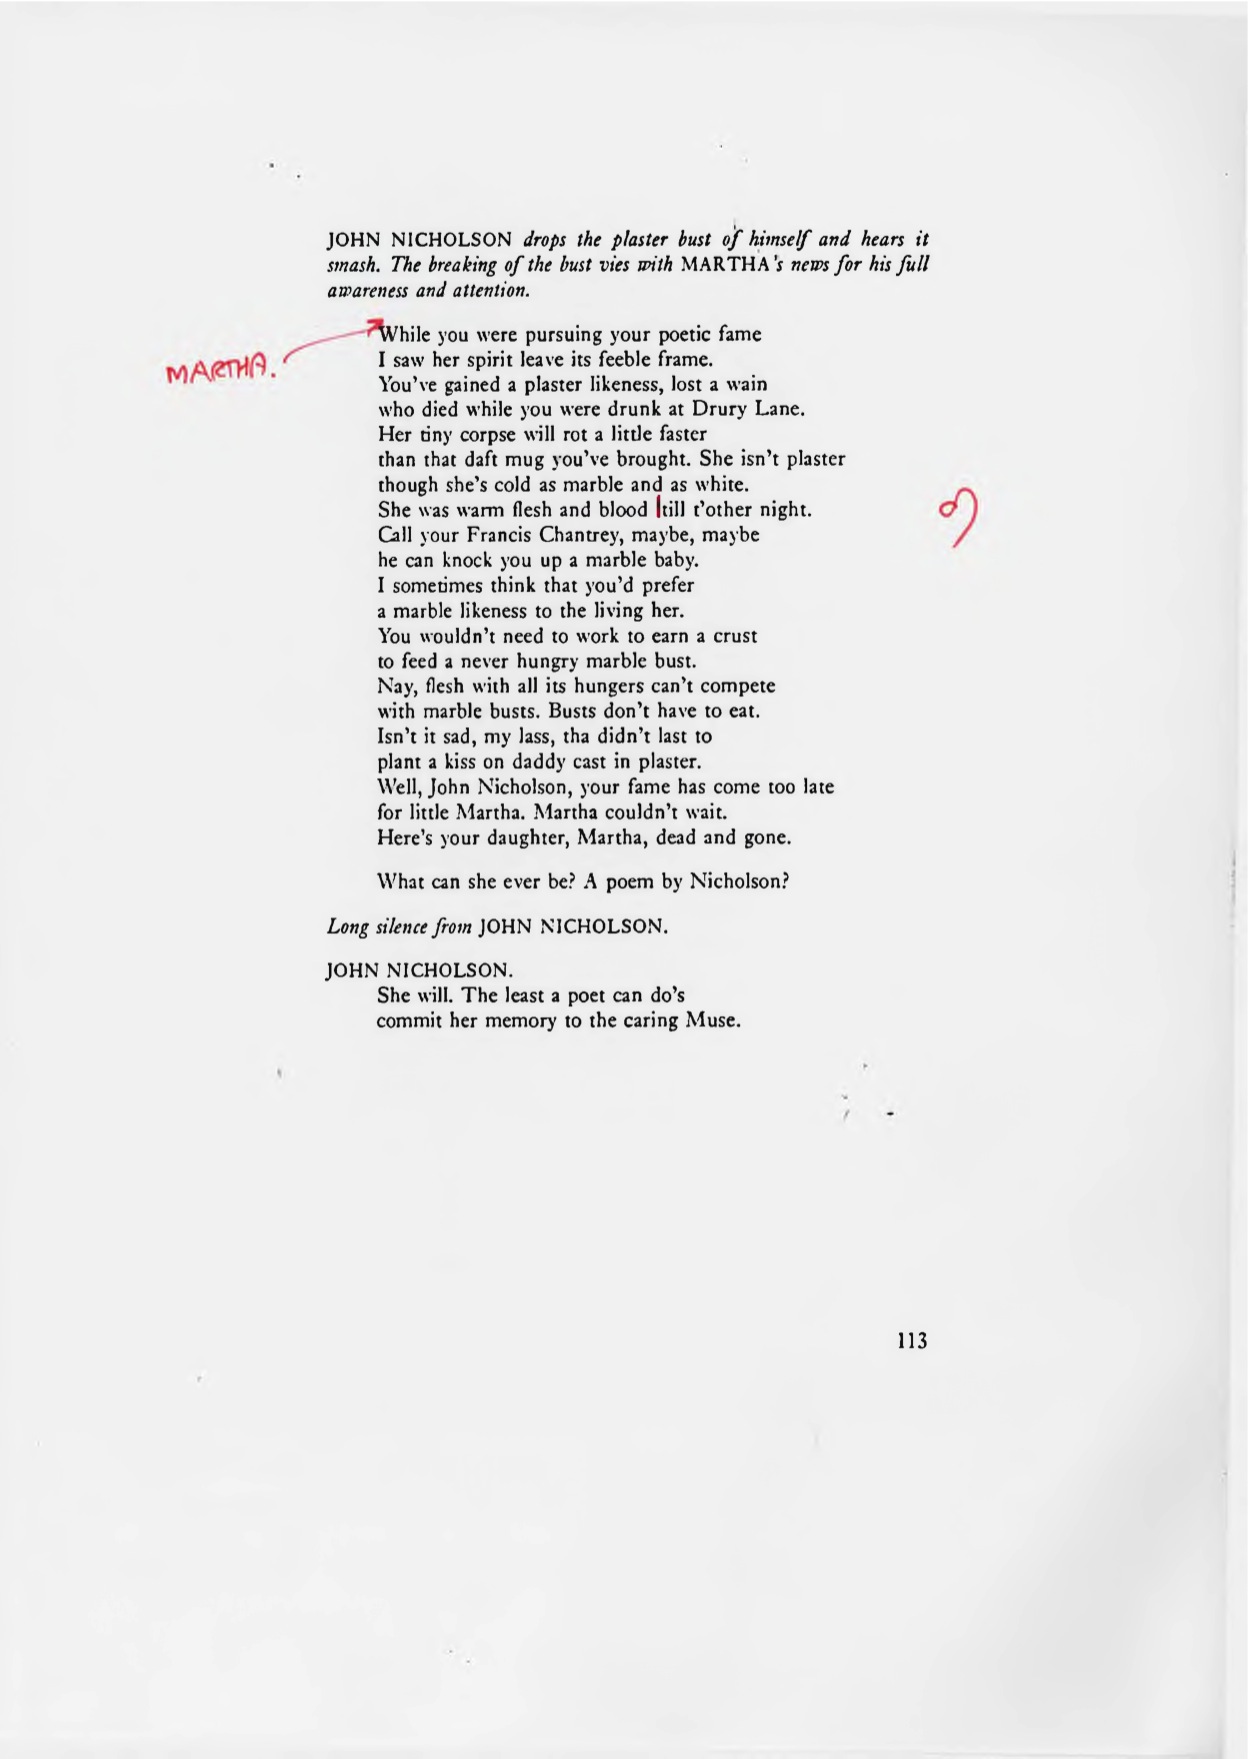 JOHN NICHOLSON drops the plaster bust of himself and hears it
smash. The breaking of the bust vies with MARTHA's news for his full
awareness and attention.
While you were pursuing your poetic fame
MARTHA.
I saw her spirit leave its feeble frame.
You've gained a plaster likeness, lost a wain
who died while you were drunk at Drury Lane.
Her tiny corpse will rot a little faster
than that daft mug you've brought. She isn't plaster
though she's cold as marble and as white.
She was warm flesh and blood till t'other night.
Call your Francis Chantrey, maybe, maybe
he can knock you up a marble baby.
I sometimes think that you'd prefer
a marble likeness to the living her.
You wouldn't need to work to earn a crust
to feed a never hungry marble bust.
Nay, flesh with all its hungers can't compete
with marble busts. Busts don't have to eat.
Isn't it sad, my lass, tha didn't last to
plant a kiss on daddy cast in plaster.
Well, John Nicholson, your fame has come too late
for little Martha. Martha couldn't wait.
Here's your daughter, Martha, dead and gone.
What can she ever be? A poem by Nicholson?
Long silence from JOHN NICHOLSON.
JOHN NICHOLSON.
She will. The least a poet can do's
commit her memory to the caring Muse.
113